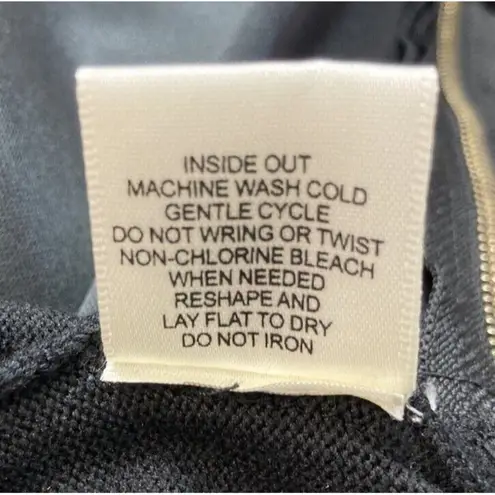 INSIDE OUT
MACHINE WASH COLD
GENTLE CYCLE
DO NOT WRING OR TWIST
NON-CHLORINE BLEACH
WHEN NEEDED
RESHAPE AND
LAY FLAT TO DRY
DO NOT IRON